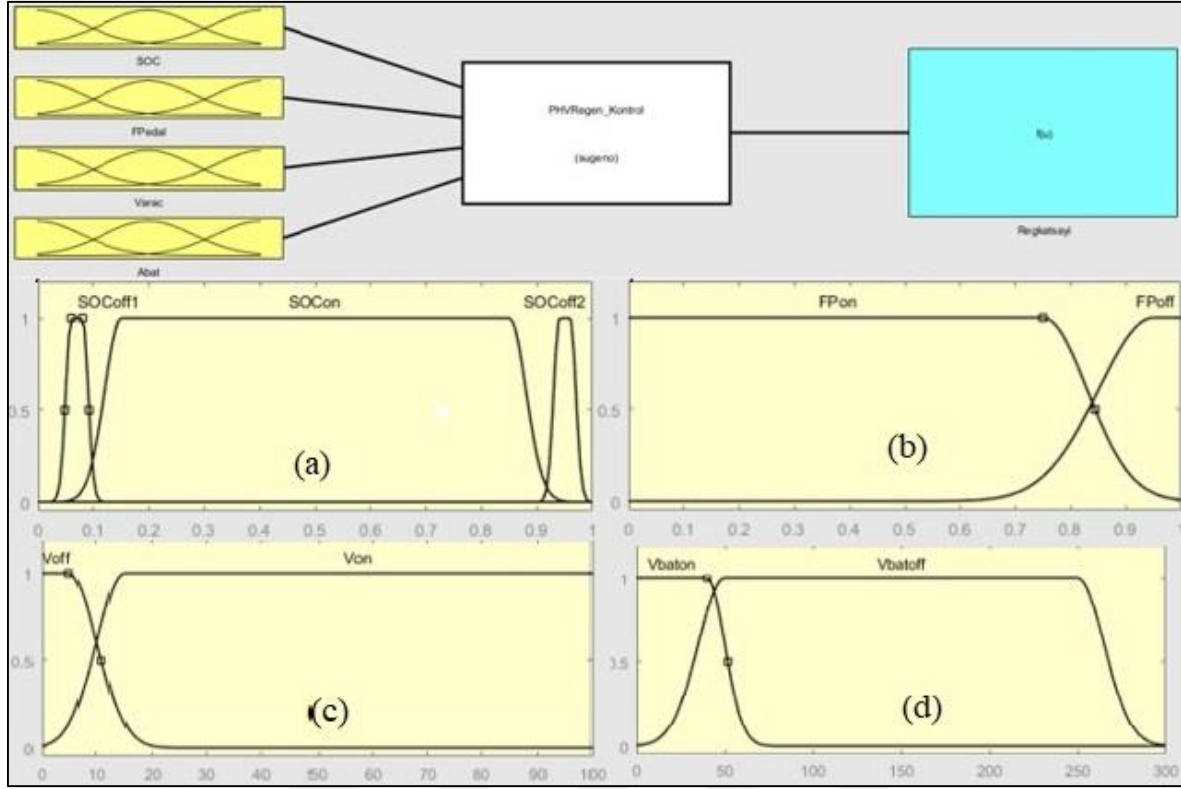 SOC
FPedal
Varac
Abat
PHVRegen_Kontrol
(sugeno)
f(u)
Regkatsayi
SOCoff1 SOCon SOCoff2
1
0.5
0
0 0.1 0.2 0.3 0.4 0.5 0.6 0.7 0.8 0.9 1
(a)
FPon FPoff
1
0.5
0
0 0.1 0.2 0.3 0.4 0.5 0.6 0.7 0.8 0.9 1
(b)
Voff Von
1
0.5
0
0 10 20 30 40 50 60 70 80 90 100
(c)
Vbaton Vbatoff
1
0.5
0
0 50 100 150 200 250 300
(d)